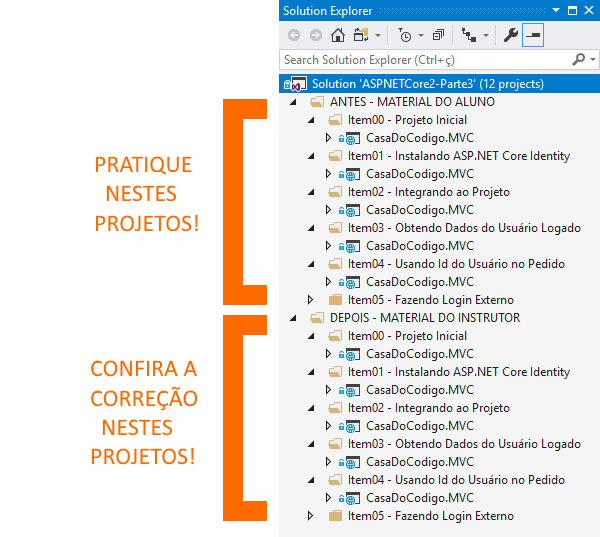 Solution Explorer
Search Solution Explorer (Ctrl+ç)
Solution 'ASPNETCore2-Parte3' (12 projects)
ANTES - MATERIAL DO ALUNO
Item00 - Projeto Inicial
CasaDoCodigo.MVC
Item01 - Instalando ASP.NET Core Identity
CasaDoCodigo.MVC
Item02 - Integrando ao Projeto
CasaDoCodigo.MVC
Item03 - Obtendo Dados do Usuário Logado
CasaDoCodigo.MVC
Item04 - Usando Id do Usuário no Pedido
CasaDoCodigo.MVC
Item05 - Fazendo Login Externo
DEPOIS - MATERIAL DO INSTRUTOR
Item00 - Projeto Inicial
CasaDoCodigo.MVC
Item01 - Instalando ASP.NET Core Identity
CasaDoCodigo.MVC
Item02 - Integrando ao Projeto
CasaDoCodigo.MVC
Item03 - Obtendo Dados do Usuário Logado
CasaDoCodigo.MVC
Item04 - Usando Id do Usuário no Pedido
CasaDoCodigo.MVC
Item05 - Fazendo Login Externo
PRATIQUE
NESTES
PROJETOS!
CONFIRA A
CORREÇÃO
NESTES
PROJETOS!